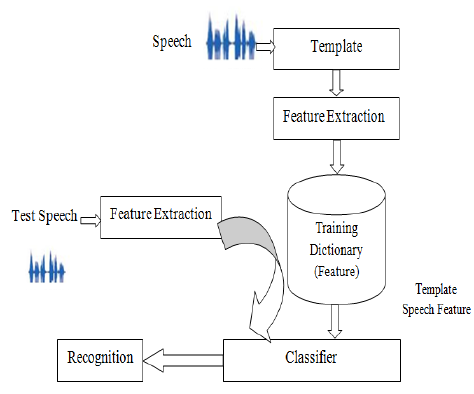 Speech
Template
Feature Extraction
Test Speech
Feature Extraction
Training
Dictionary
(Feature)
Template
Speech Feature
Recognition
Classifier